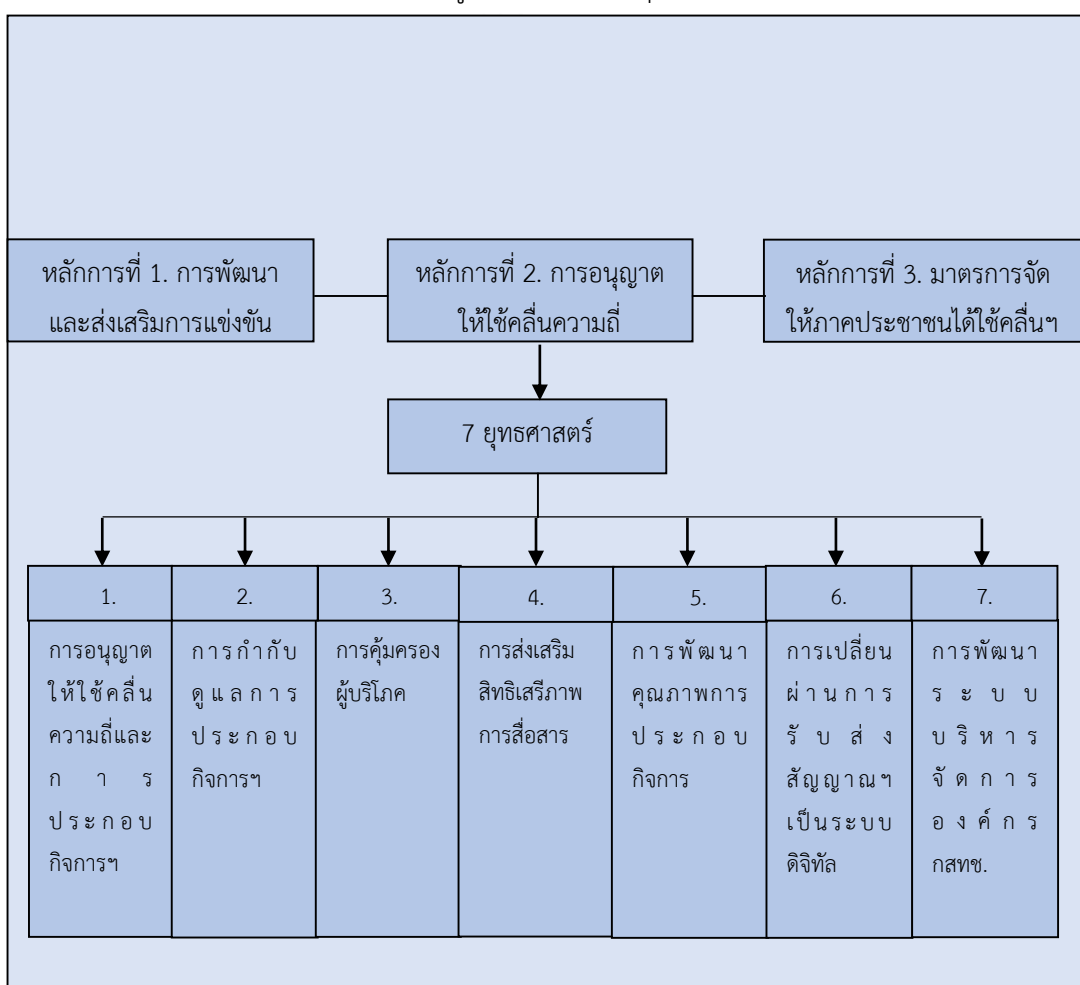 หลักการที่ 1. การพัฒนา
และส่งเสริมการแข่งขัน
หลักการที่ 2. การอนุญาต
ให้ใช้คลื่นความถี่
หลักการที่ 3. มาตรการจัด
ให้ภาคประชาชนได้ใช้คลื่นฯ
7 ยุทธศาสตร์
1.
การอนุญาต
ให้ใช้คลื่น
ความถี่และ
การ
ประกอบ
กิจการฯ
2.
การกำกับ
ดูแลการ
ประกอบ
กิจการฯ
3.
การคุ้มครอง
ผู้บริโภค
4.
การส่งเสริม
สิทธิเสรีภาพ
การสื่อสาร
5.
การพัฒนา
คุณภาพการ
ประกอบ
กิจการ
6.
การเปลี่ยน
ผ่านการ
รับส่ง
สัญญาณฯ
เป็นระบบ
ดิจิทัล
7.
การพัฒนา
ระบบ
บริหาร
จัดการ
องค์กร
กสทช.